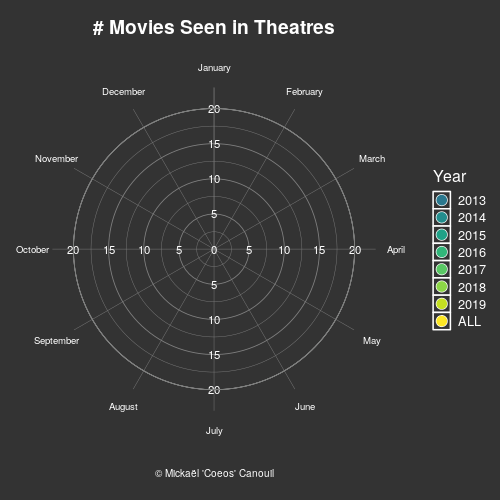 # Movies Seen in Theatres
January
December February
November March
20
15
10
5
October 20 15 10 5 0 5 10 15 20 April
5
10
15
20
September May
August June
July
Year
2013
2014
2015
2016
2017
2018
2019
ALL
© Mickaël 'Coeos' Canouil